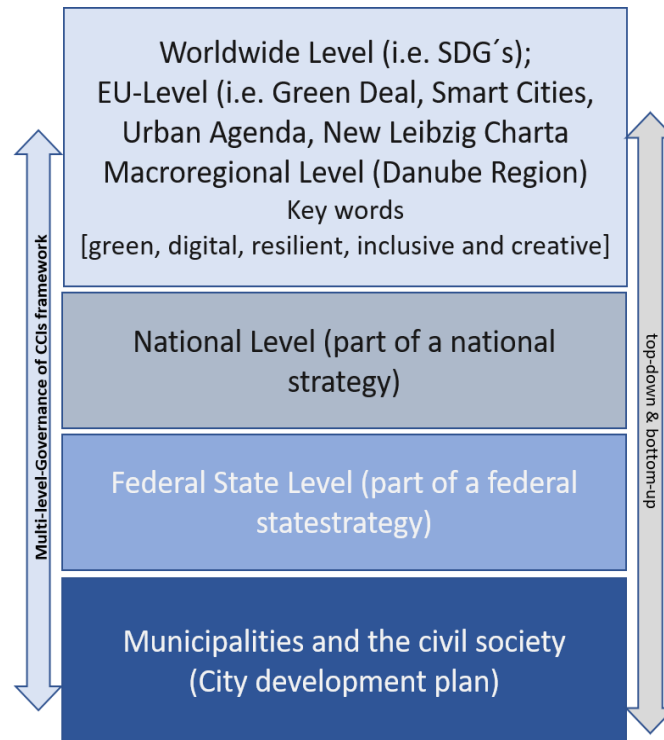 Worldwide Level (i.e. SDG´s);
EU-Level (i.e. Green Deal, Smart Cities,
Urban Agenda, New Leibzig Charta
Macroregional Level (Danube Region)
Key words
[green, digital, resilient, inclusive and creative]
National Level (part of a national
strategy)
Federal State Level (part of a federal
statestrategy)
Municipalities and the civil society
(City development plan)
Multi-level-Governance of CCIs framework
top-down & bottom-up